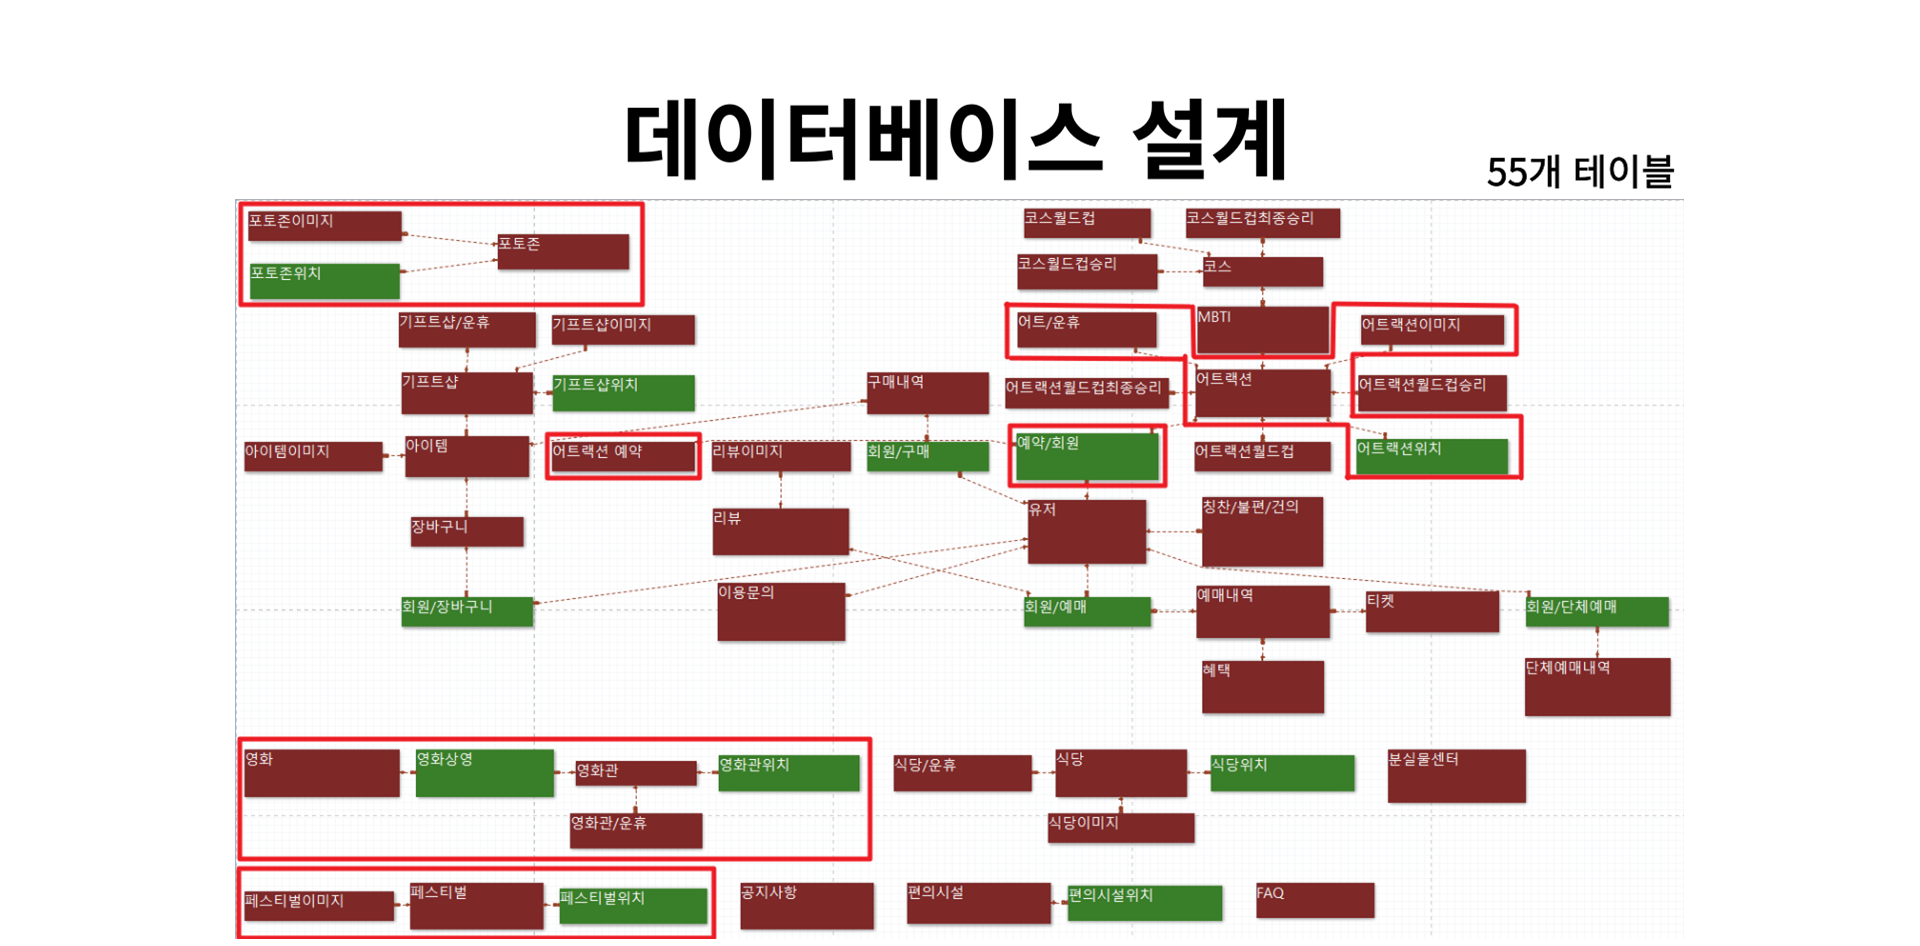 데이터베이스 설계
55개 테이블
포토존이미지
포토존
포토존위치
코스월드컵
코스월드컵최종승리
코스월드컵승리
코스
기프트샵/운휴
기프트샵이미지
어트/운휴
MBTI
어트랙션이미지
기프트샵
기프트샵위치
구매내역
어트랙션월드컵최종승리
어트랙션
어트랙션월드컵승리
아이템이미지
아이템
어트랙션 예약
리뷰이미지
회원/구매
예약/회원
어트랙션월드컵
어트랙션위치
장바구니
리뷰
유저
칭찬/불편/건의
회원/장바구니
이용문의
회원/예매
예매내역
티켓
회원/단체예매
혜택
단체예매내역
영화
영화상영
영화관
영화관위치
식당/운휴
식당
식당위치
분실물센터
영화관/운휴
식당이미지
페스티벌이미지
페스티벌
페스티벌위치
공지사항
편의시설
편의시설위치
FAQ